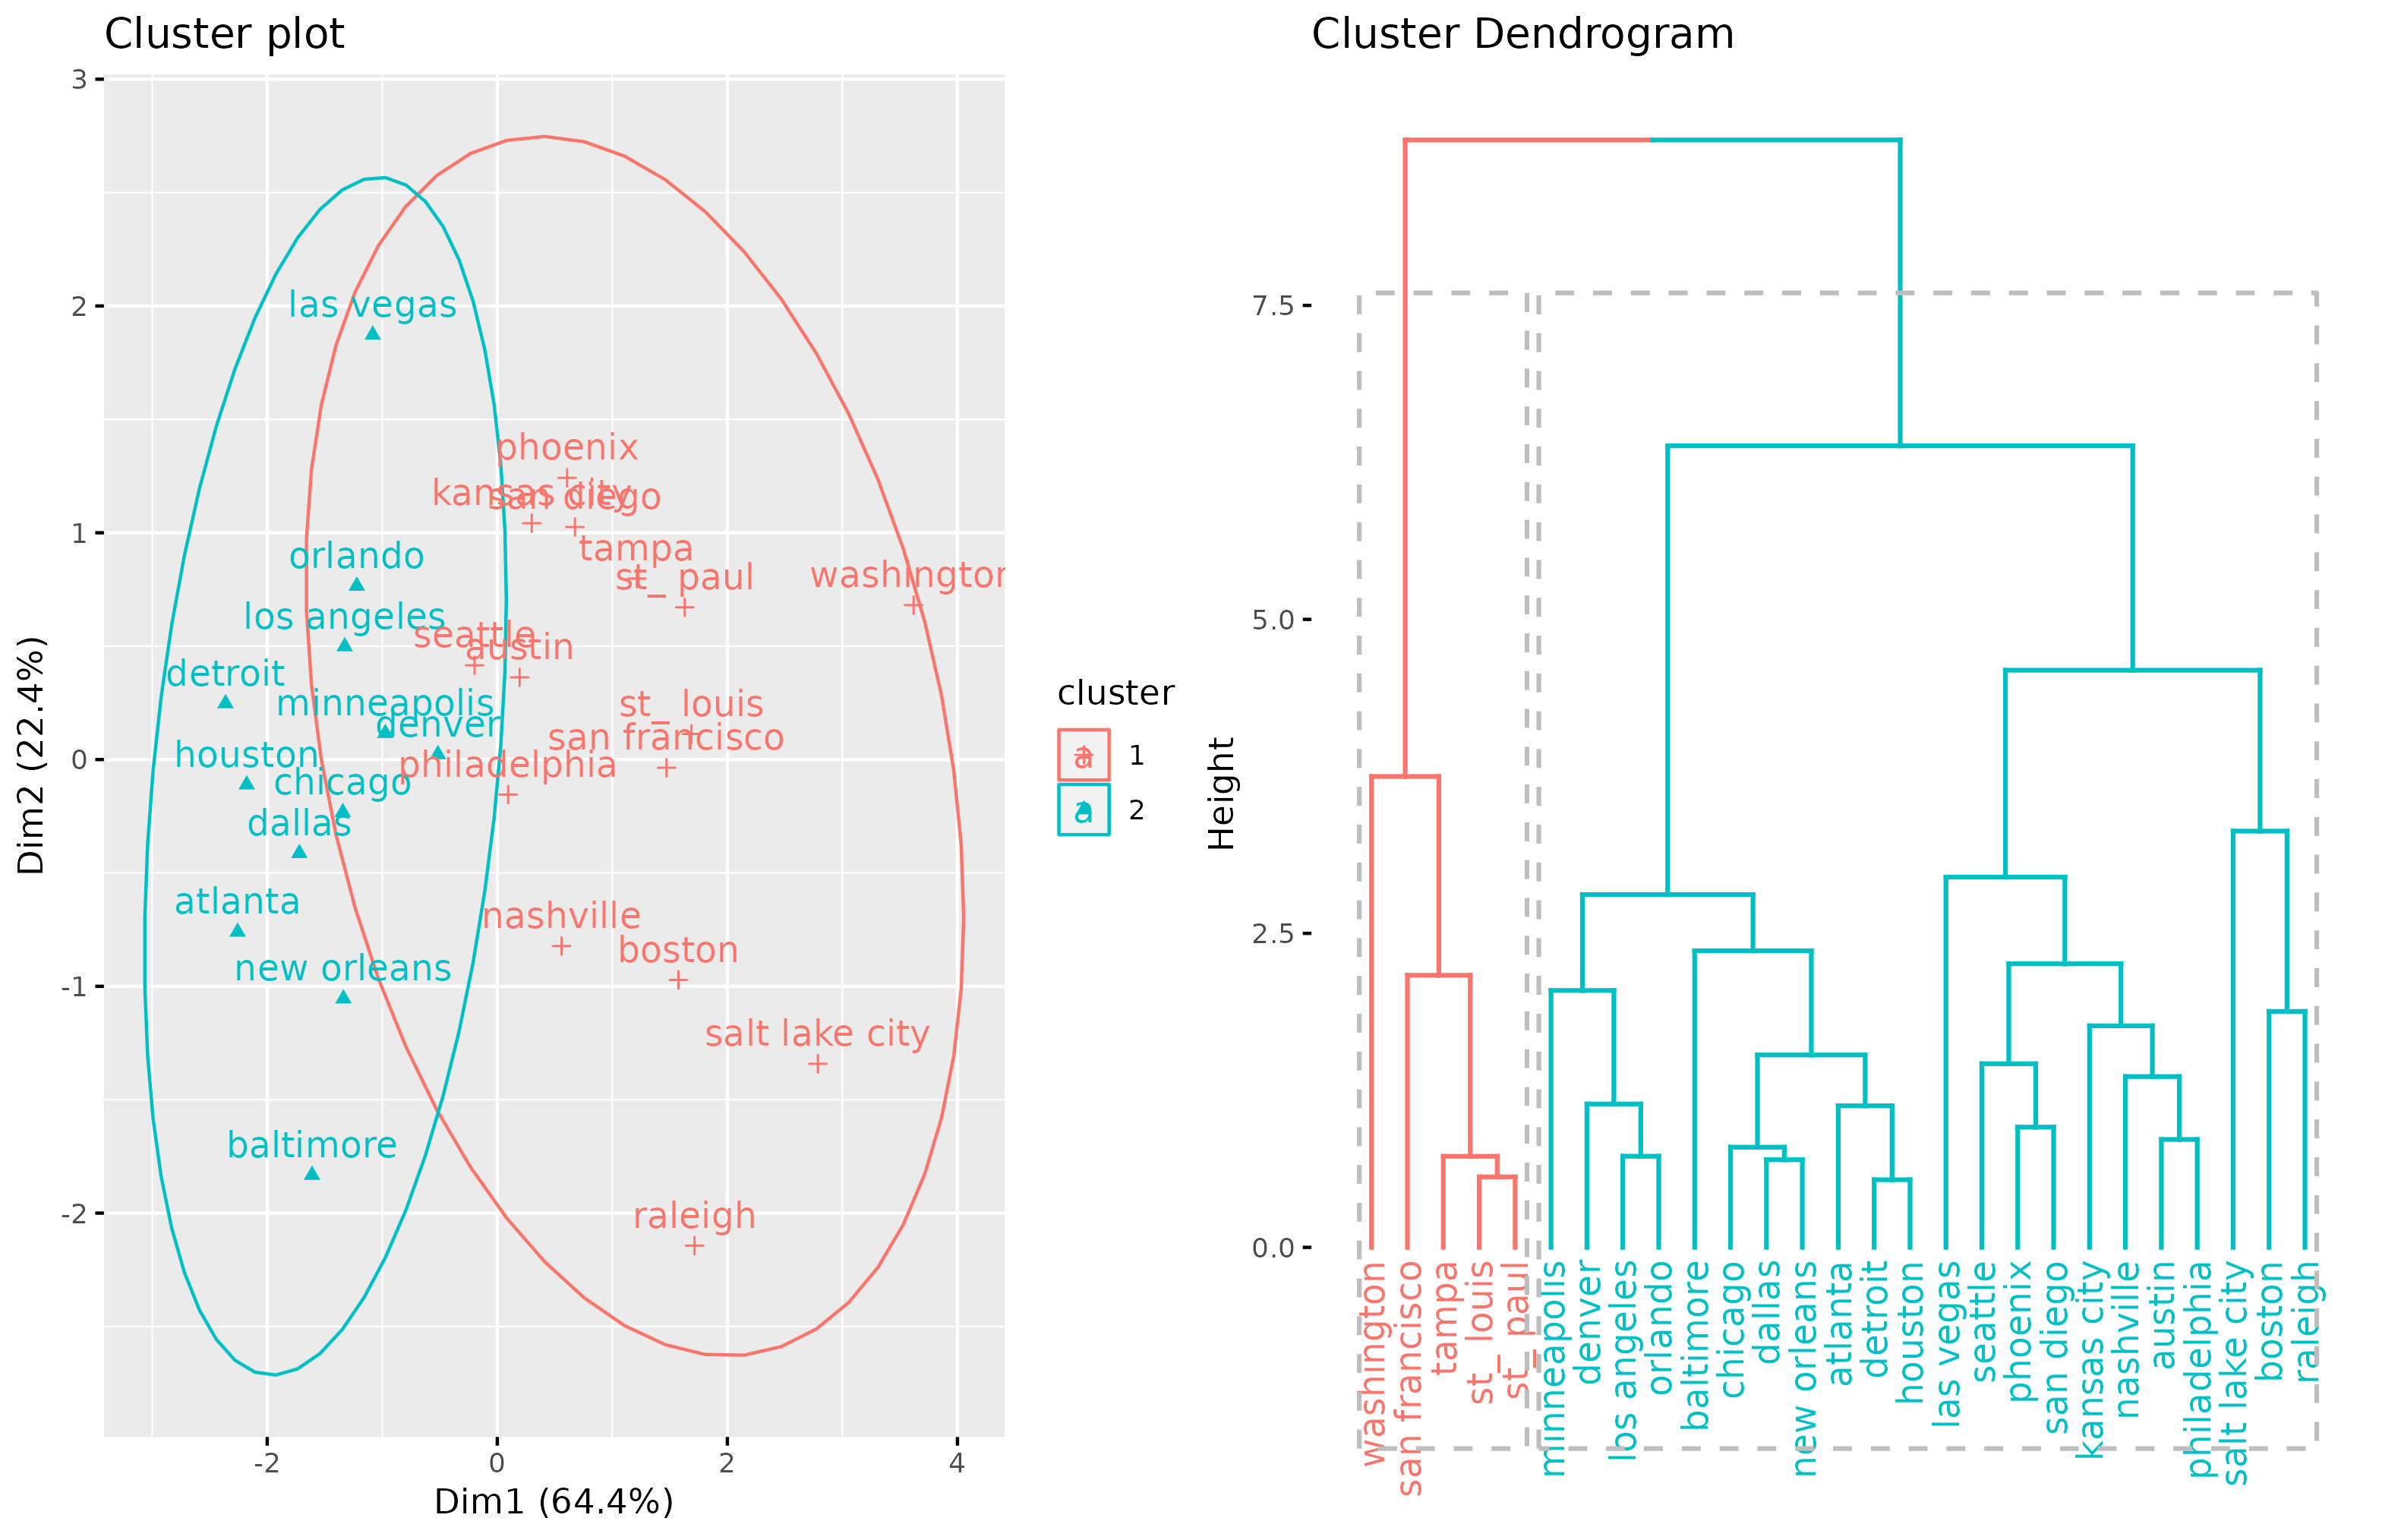 Cluster plot
3
2
1
0
-1
-2
Dim2 (22.4%)
las vegas
phoenix
kansas city
san diego
tampa
orlando
st_ paul
washington
los angeles
seattle
austin
detroit
minneapolis
st_ louis
denver
san francisco
houston
philadelphia
chicago
dallas
atlanta
nashville
boston
new orleans
salt lake city
baltimore
raleigh
-2
0
2
4
Dim1 (64.4%)
cluster
a 1
a 2
Cluster Dendrogram
7.5
5.0
2.5
0.0
Height
washington
san francisco
tampa
st_ louis
st_ paul
minneapolis
denver
los angeles
orlando
baltimore
chicago
dallas
new orleans
atlanta
detroit
houston
las vegas
seattle
phoenix
san diego
kansas city
nashville
austin
philadelphia
salt lake city
boston
raleigh